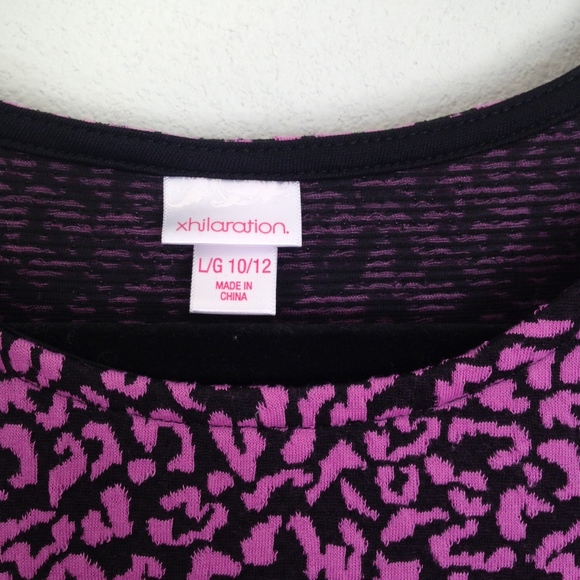 xhilaration.
L/G 10/12
MADE IN
CHINA